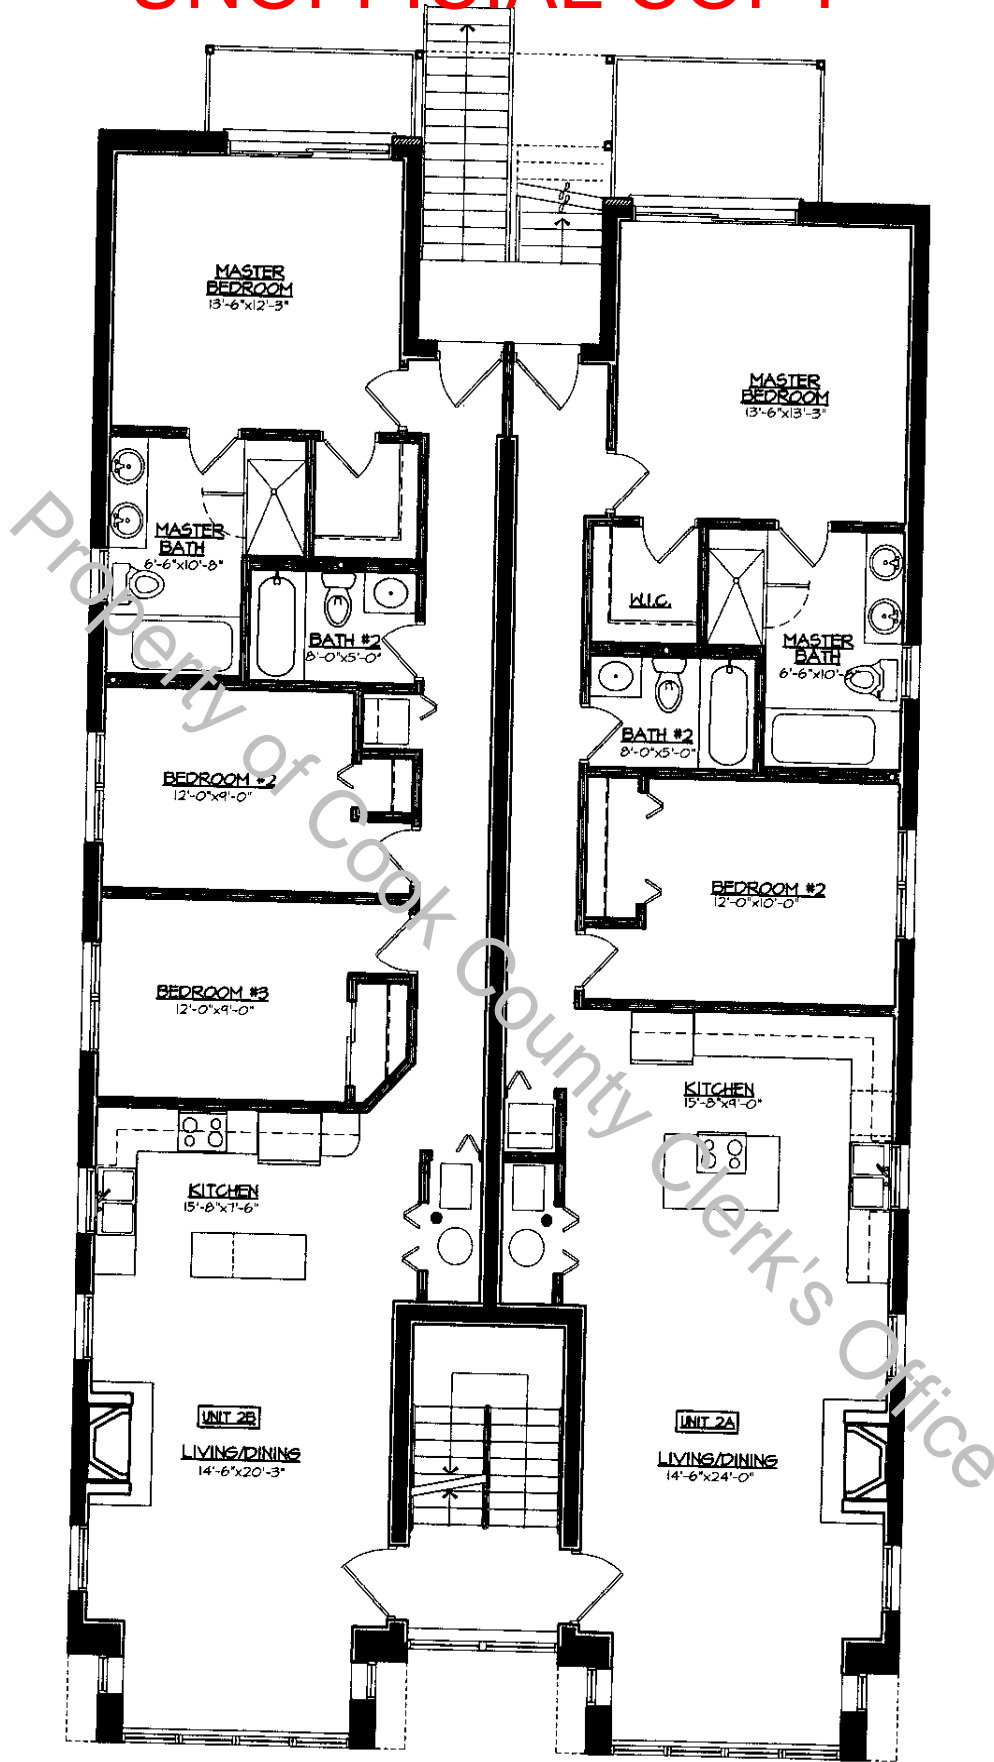 UNOFFICIAL COPY
MASTER
BEDROOM
13'-6"x12'-3"
MASTER
BEDROOM
13'-6"x13'-3"
MASTER
BATH
6'-6"x10'-8"
W.I.C.
BATH #2
8'-0"x5'-0"
MASTER
BATH
6'-6"x10'-8"
BATH #2
8'-0"x5'-0"
BEDROOM #2
12'-0"x9'-0"
BEDROOM #2
12'-0"x10'-0"
BEDROOM #3
12'-0"x9'-0"
KITCHEN
15'-8"x9'-0"
KITCHEN
15'-8"x7'-6"
UNIT 2B
LIVING/DINING
14'-6"x20'-3"
UNIT 2A
LIVING/DINING
14'-6"x24'-0"
Property of Cook County Clerk's Office